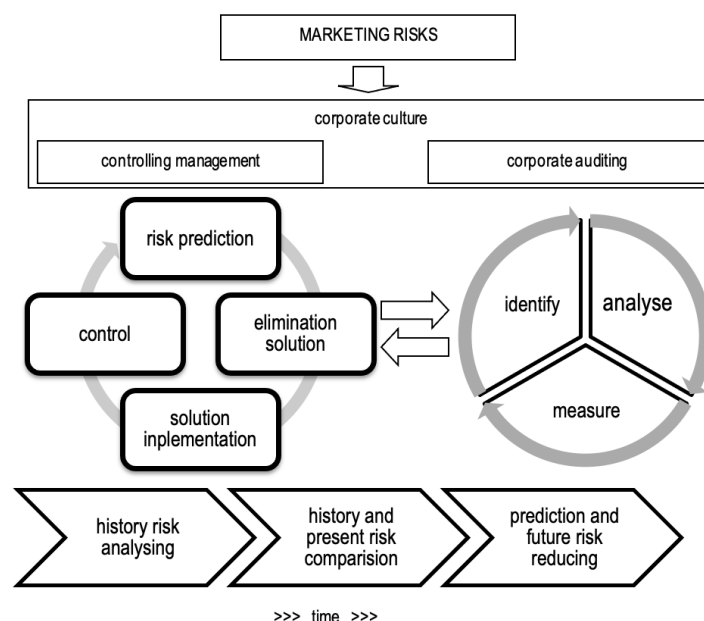 MARKETING RISKS
corporate culture
controlling management
corporate auditing
risk prediction
control
elimination
solution
solution
inplementation
identify
analyse
measure
history risk
analysing
history and
present risk
comparision
prediction and
future risk
reducing
>>> time >>>